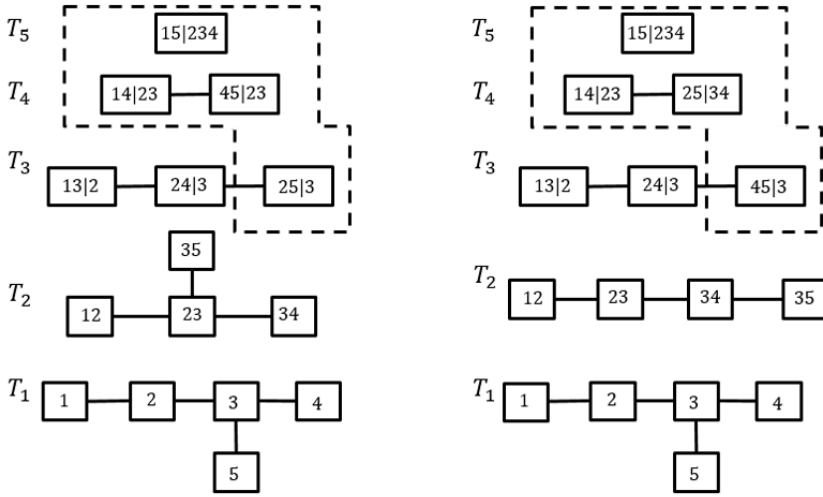 T5 15|234
T4 14|23 45|23
T3 13|2 24|3 25|3
35
T2 12 23 34
T1 1 2 3 4
5
T5 15|234
T4 14|23 25|34
T3 13|2 24|3 45|3
T2 12 23 34 35
T1 1 2 3 4
5